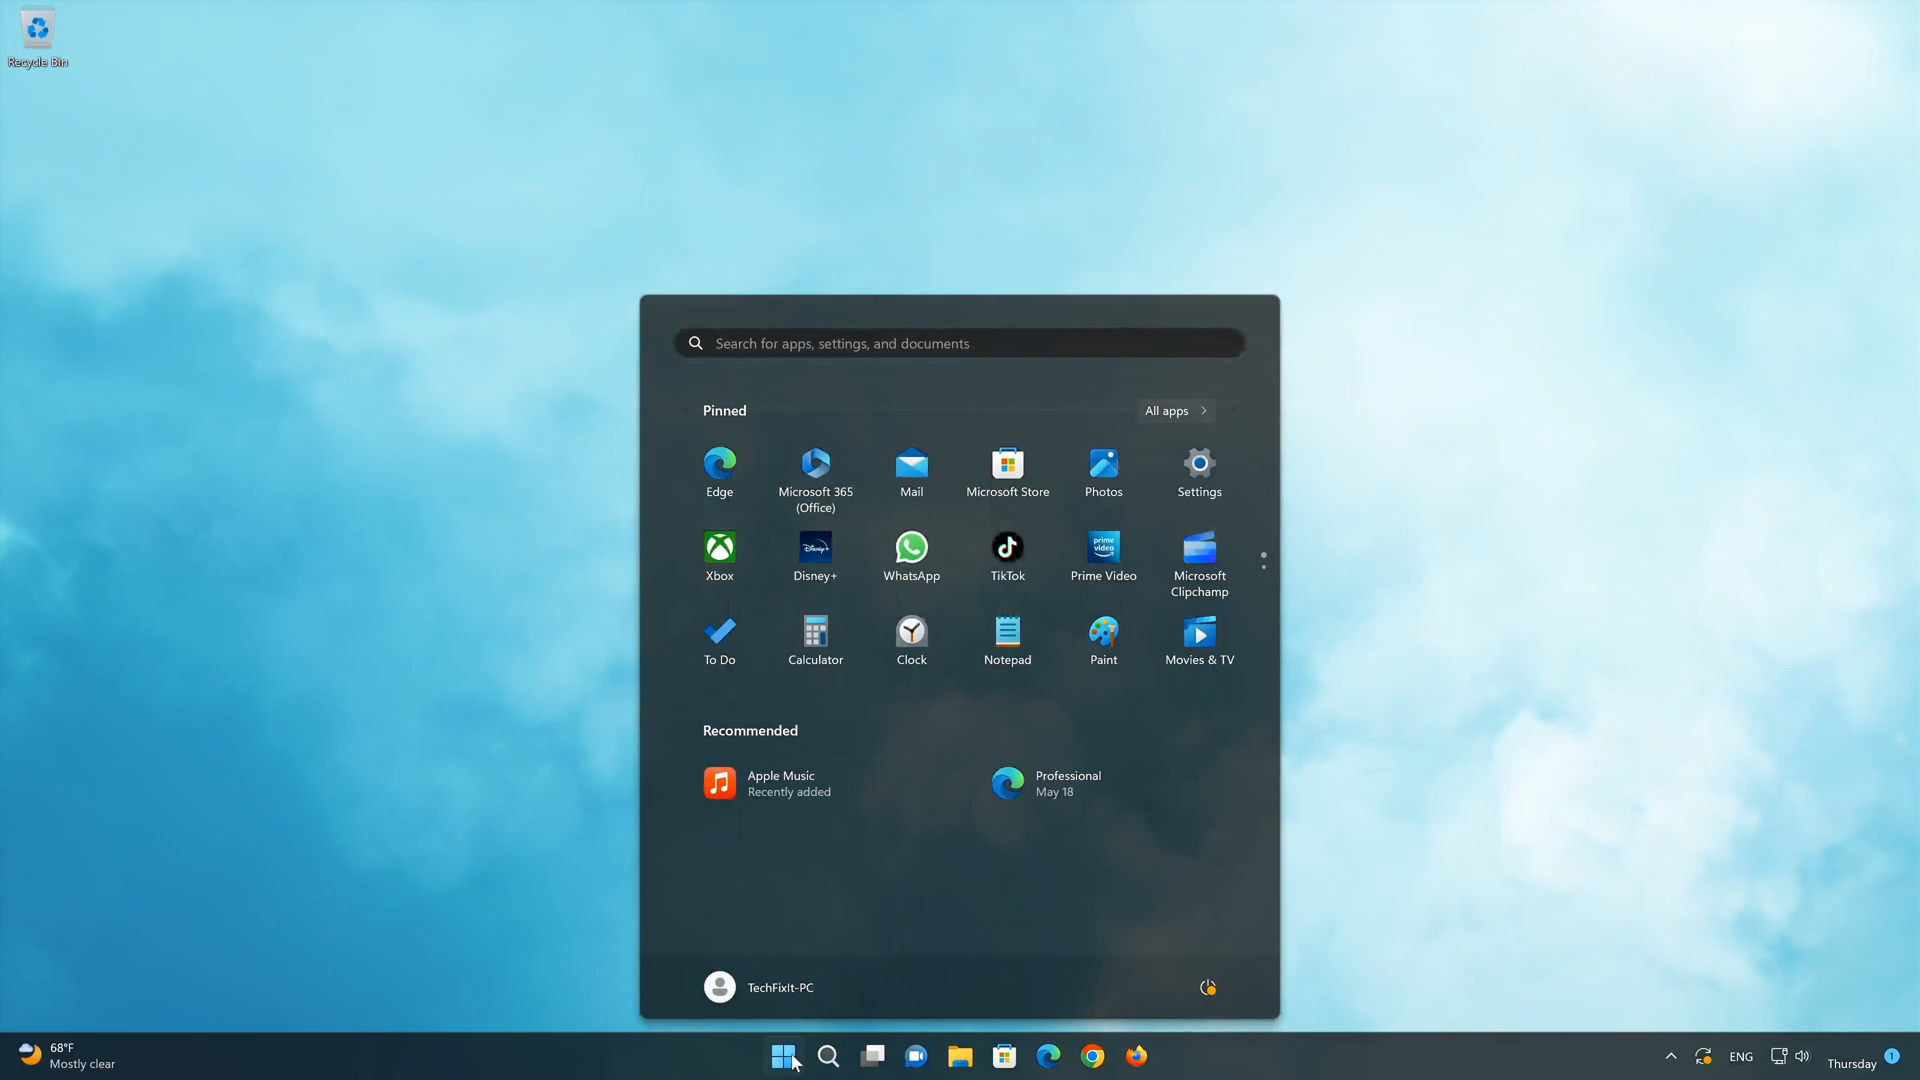 Recycle Bin
Search for apps, settings, and documents
Pinned
All apps
Edge
Microsoft 365
(Office)
Mail
Microsoft Store
Photos
Settings
Xbox
Disney+
WhatsApp
TikTok
Prime Video
Microsoft
Clipchamp
To Do
Calculator
Clock
Notepad
Paint
Movies & TV
Recommended
Apple Music
Recently added
Professional
May 18
TechFixIt-PC
68°F
Mostly clear
ENG
Thursday
1